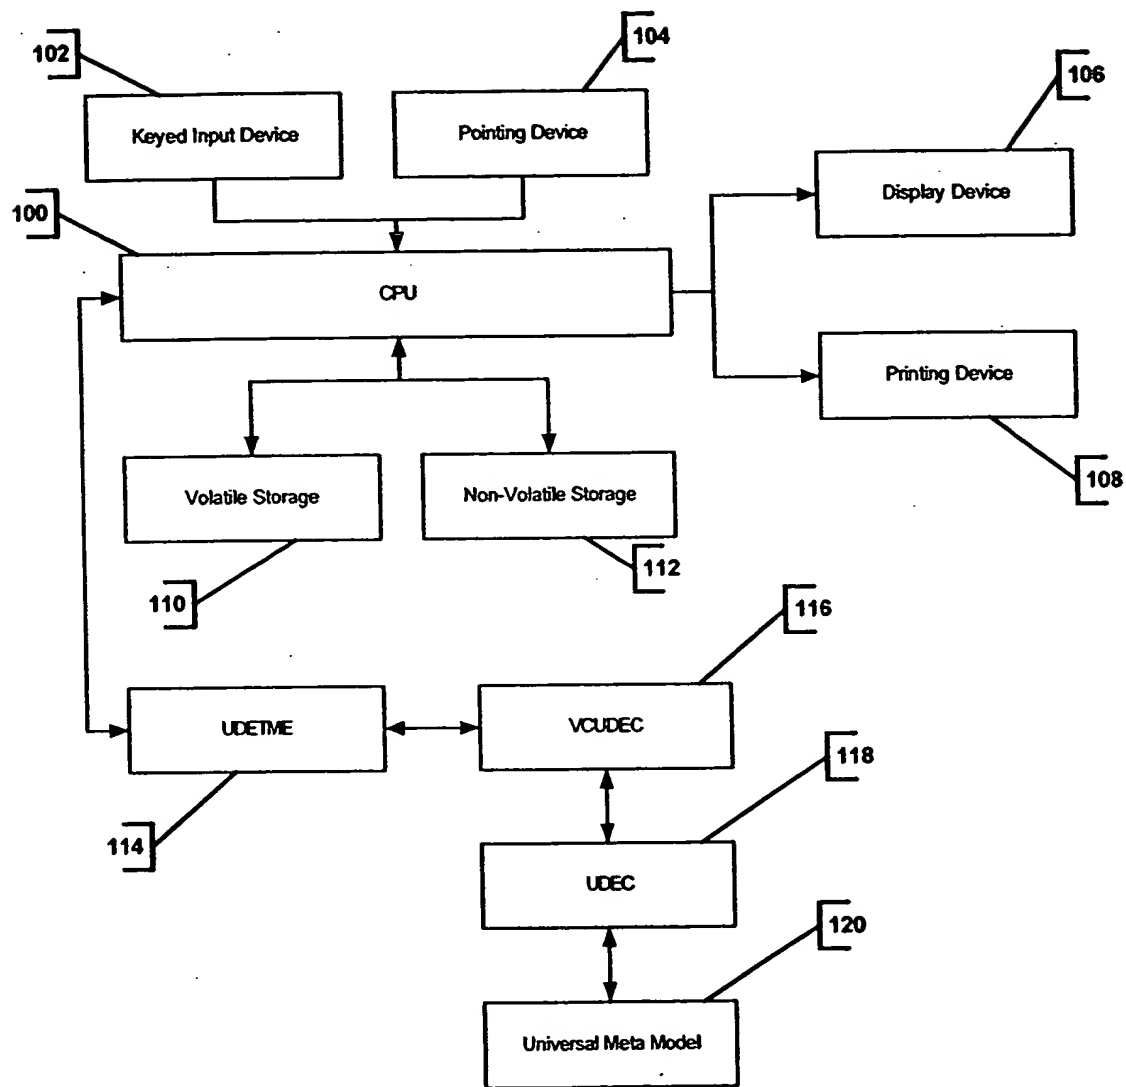 102
104
106
Keyed Input Device
Pointing Device
Display Device
100
CPU
Printing Device
108
Volatile Storage
Non-Volatile Storage
110
112
116
UDETME
VCUDEC
118
114
UDEC
120
Universal Meta Model